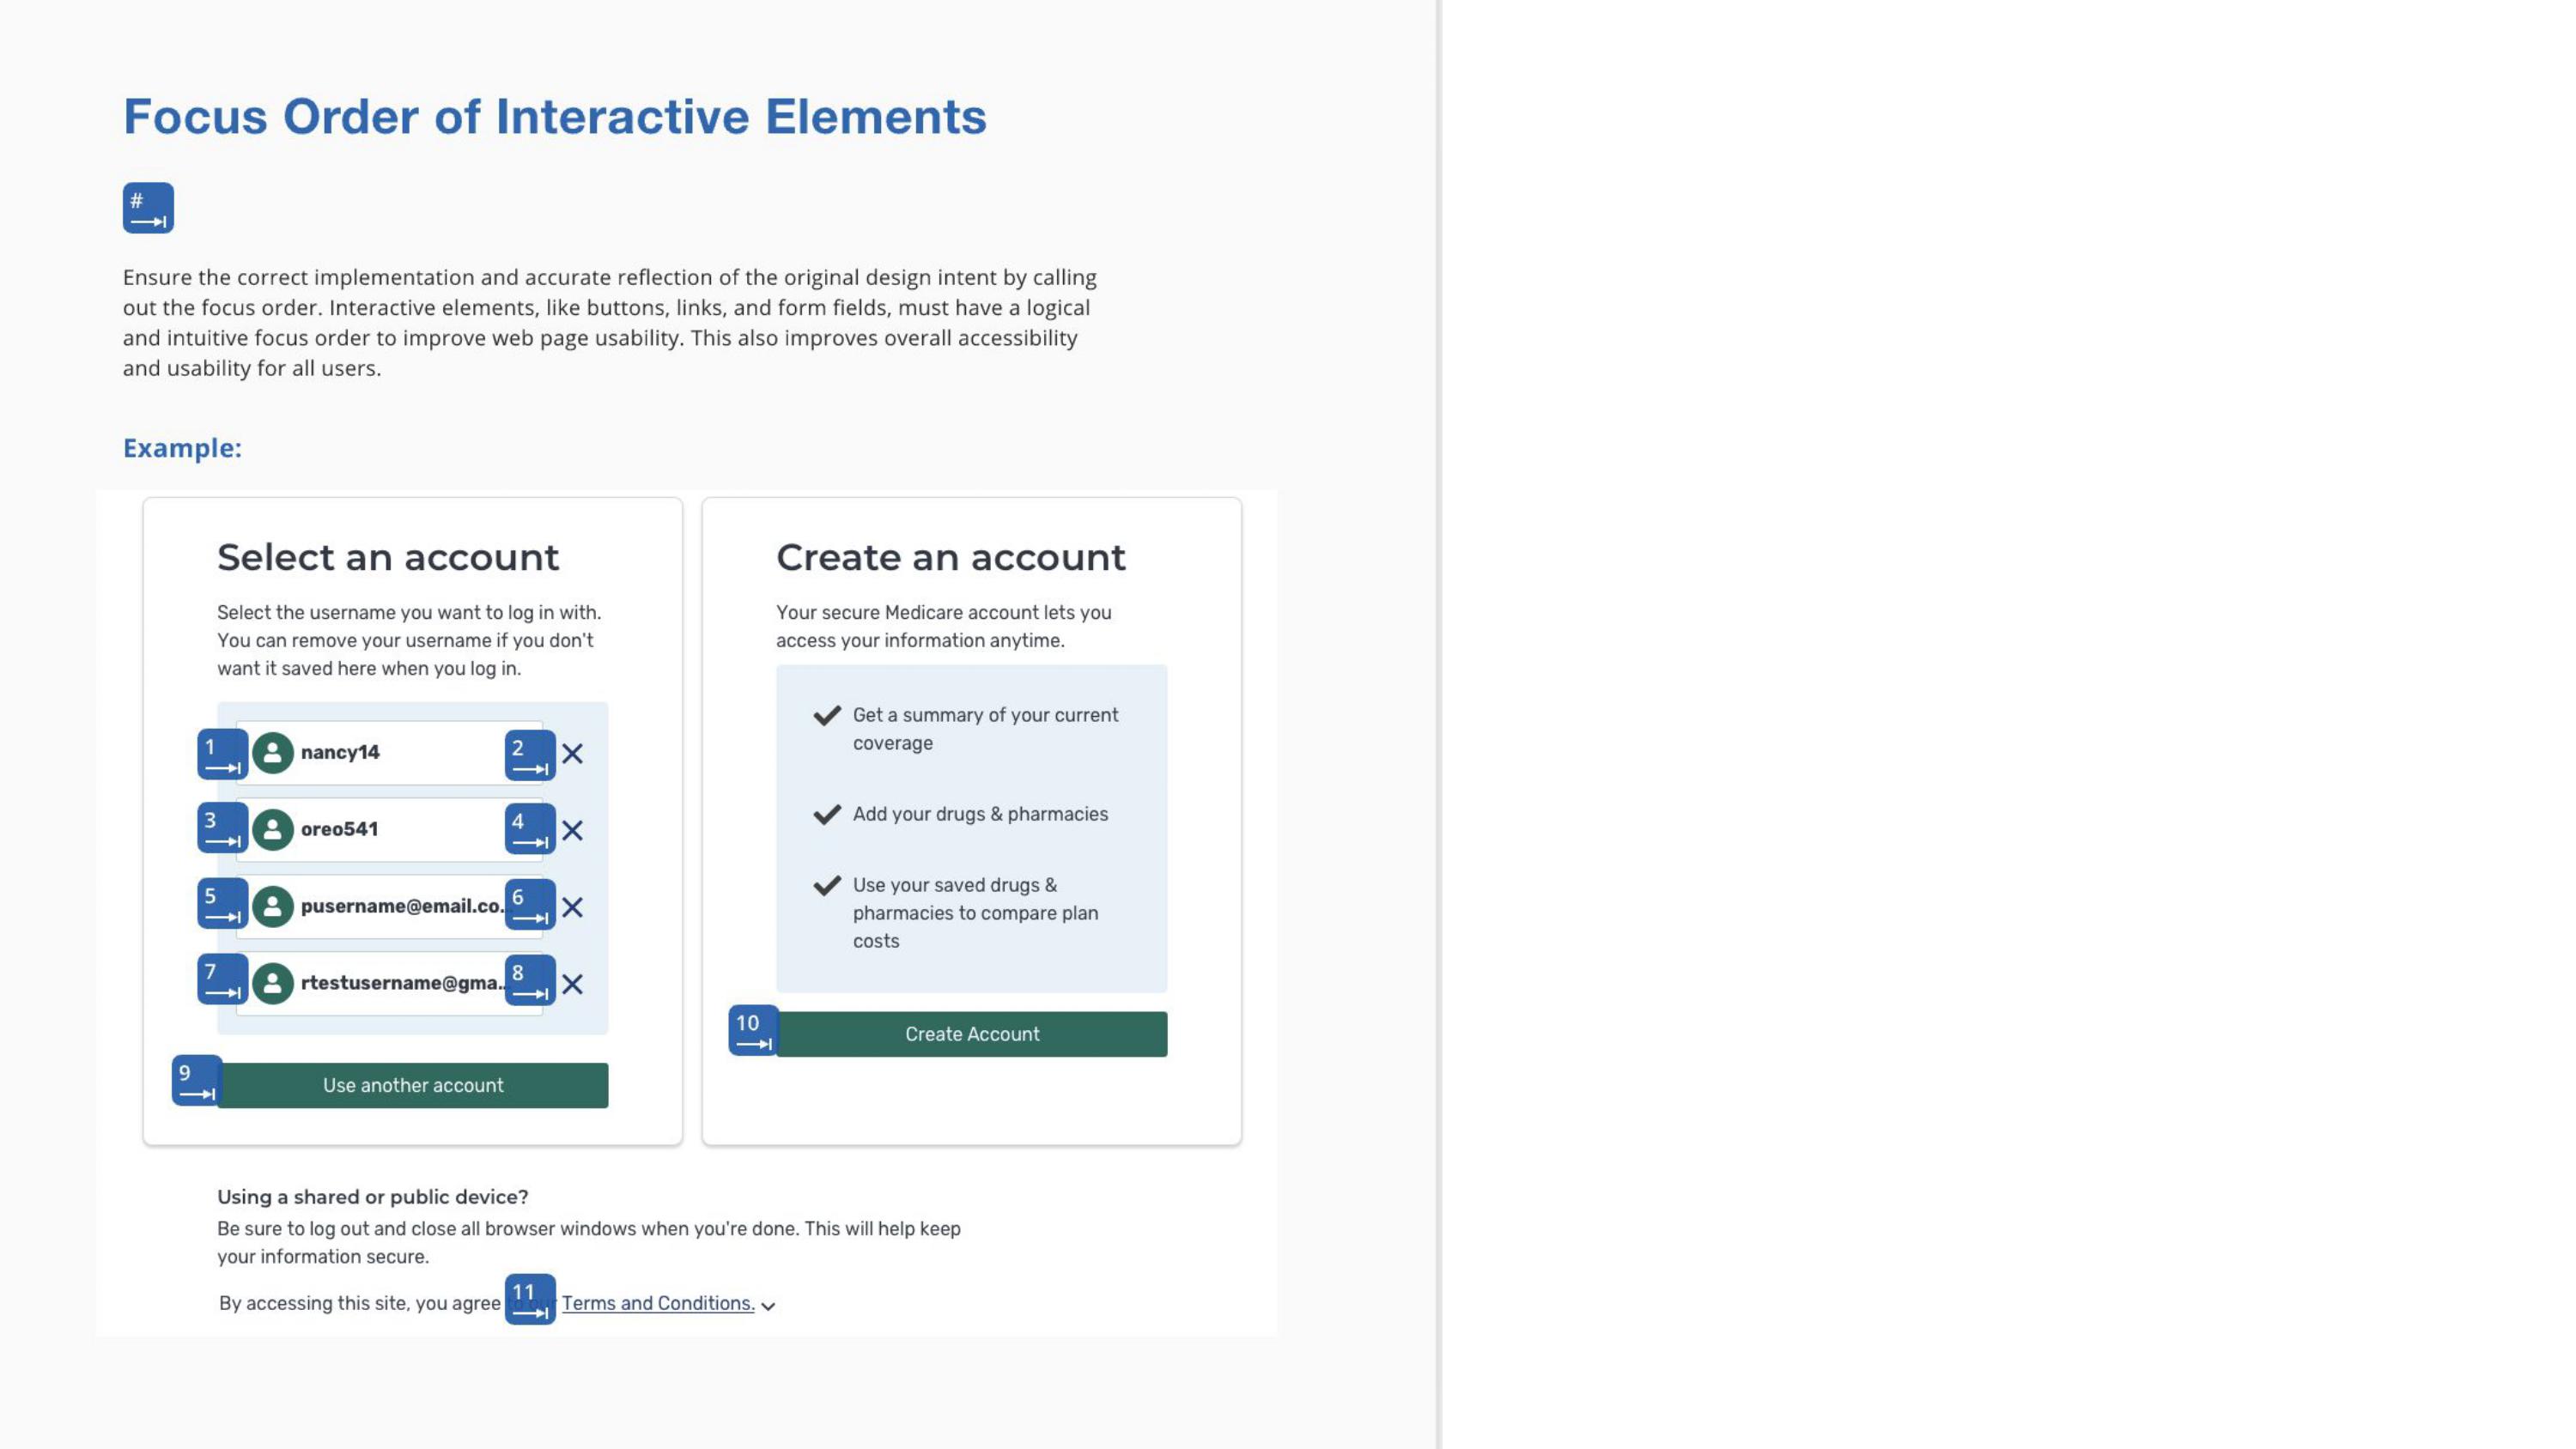 Focus Order of Interactive Elements
#
Ensure the correct implementation and accurate reflection of the original design intent by calling
out the focus order. Interactive elements, like buttons, links, and form fields, must have a logical
and intuitive focus order to improve web page usability. This also improves overall accessibility
and usability for all users.
Example:
Select an account
Select the username you want to log in with.
You can remove your username if you don't
want it saved here when you log in.
1 nancy14 2
3 oreo541 4
5 pusername@email.co... 6
7 rtestusername@gma... 8
9 Use another account
Create an account
Your secure Medicare account lets you
access your information anytime.
Get a summary of your current
coverage
Add your drugs & pharmacies
Use your saved drugs &
pharmacies to compare plan
costs
10 Create Account
Using a shared or public device?
Be sure to log out and close all browser windows when you're done. This will help keep
your information secure.
By accessing this site, you agree 11 Terms and Conditions.